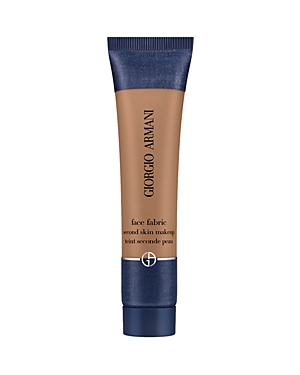 GIORGIO ARMANI
face fabric
second skin makeup
teint seconde peau